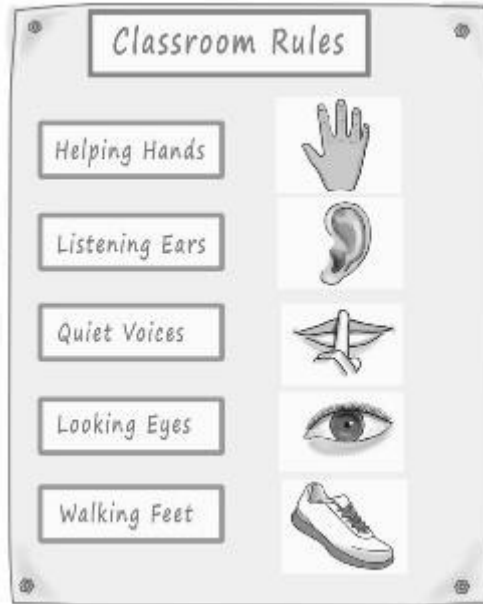 Classroom Rules
Helping Hands
Listening Ears
Quiet Voices
Looking Eyes
Walking Feet